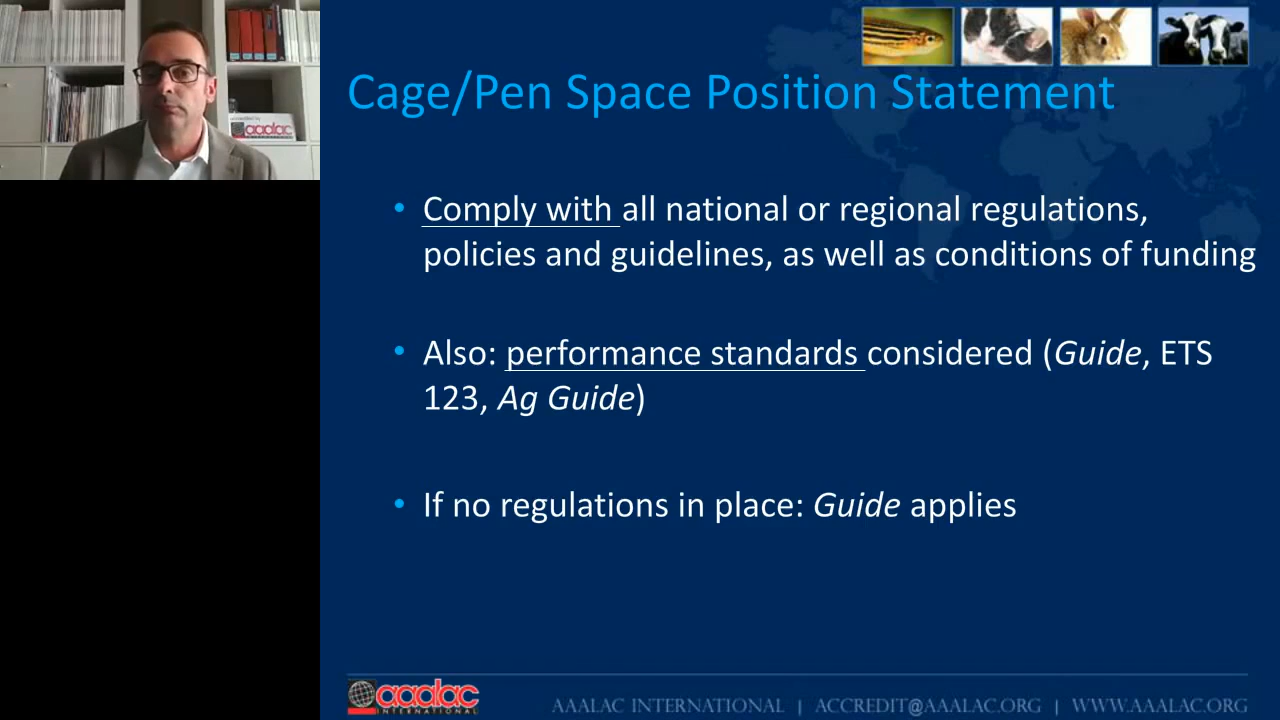 Cage/Pen Space Position Statement
• Comply with all national or regional regulations,
policies and guidelines, as well as conditions of funding
• Also: performance standards considered (Guide, ETS
123, Ag Guide)
• If no regulations in place: Guide applies
aaalac
aaalac
INTERNATIONAL
AAALAC INTERNATIONAL | ACCREDIT@AAALAC.ORG | WWW.AAALAC.ORG